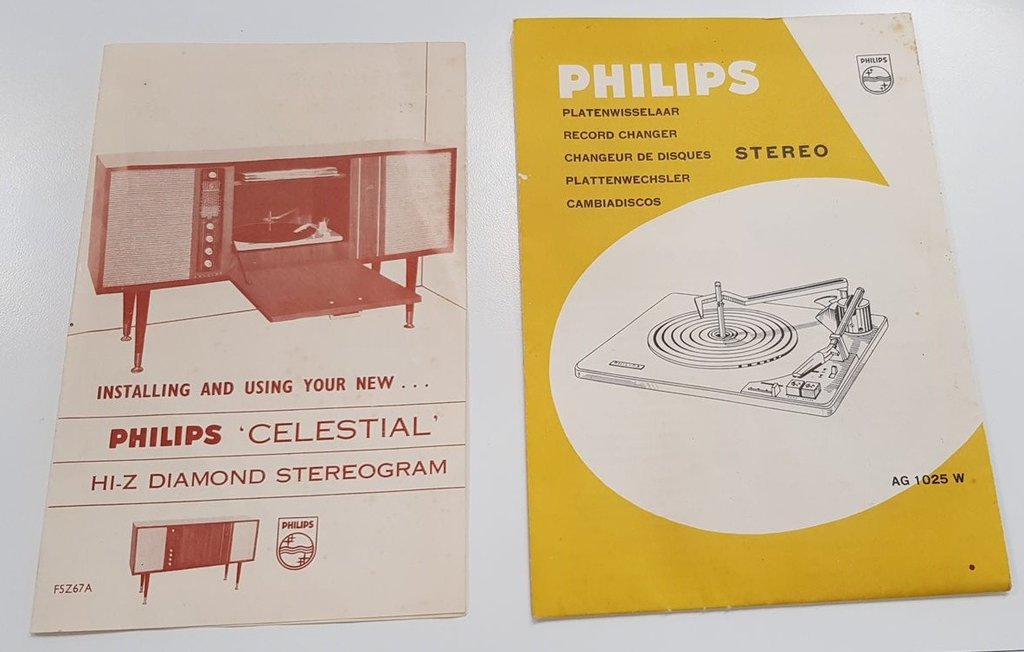 INSTALLING AND USING YOUR NEW...
PHILIPS 'CELESTIAL'
HI-Z DIAMOND STEREOGRAM
PHILIPS
F5Z67A
PHILIPS
PHILIPS
PLATENWISSELAAR
RECORD CHANGER
CHANGEUR DE DISQUES STEREO
PLATTENWECHSLER
CAMBIADISCOS
AG 1025 W